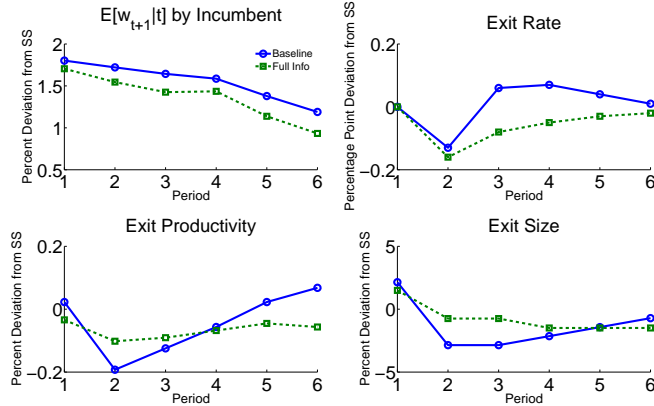 E[w_{t+1}|t] by Incumbent
Percent Deviation from SS
2
1.5
1
0.5
Baseline
Full Info
1 2 3 4 5 6
Period
Exit Rate
Percentage Point Deviation from SS
0.2
0
−0.2
1 2 3 4 5 6
Period
Exit Productivity
Percent Deviation from SS
0.2
0
−0.2
1 2 3 4 5 6
Period
Exit Size
Percent Deviation from SS
5
0
−5
1 2 3 4 5 6
Period